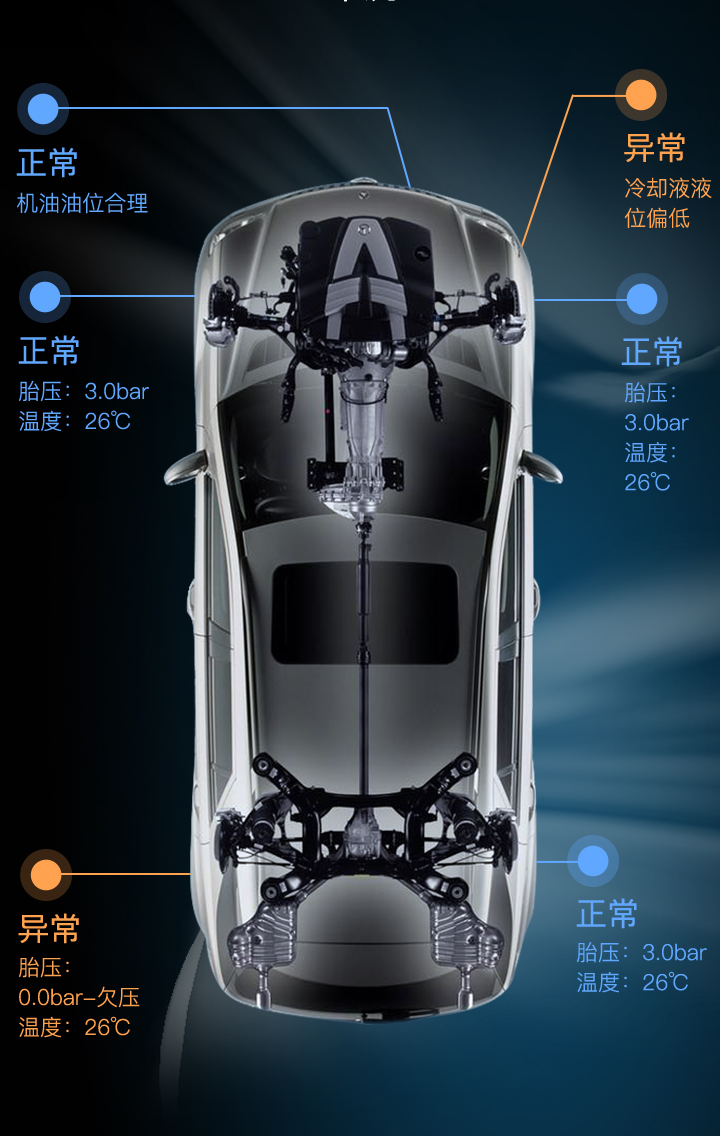 正常
机油油位合理
异常
冷却液液
位偏低
正常
胎压：3.0bar
温度：26℃
正常
胎压：
3.0bar
温度：
26℃
异常
胎压：
0.0bar–欠压
温度：26℃
正常
胎压：3.0bar
温度：26℃